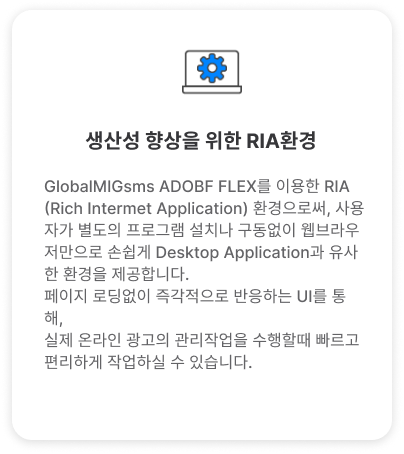 생산성 향상을 위한 RIA환경
GlobalMIGsms ADOBF FLEX를 이용한 RIA
(Rich Intermet Application) 환경으로써, 사용
자가 별도의 프로그램 설치나 구동없이 웹브라우
저만으로 손쉽게 Desktop Application과 유사
한 환경을 제공합니다.
페이지 로딩없이 즉각적으로 반응하는 UI를 통
해,
실제 온라인 광고의 관리작업을 수행할때 빠르고
편리하게 작업하실 수 있습니다.